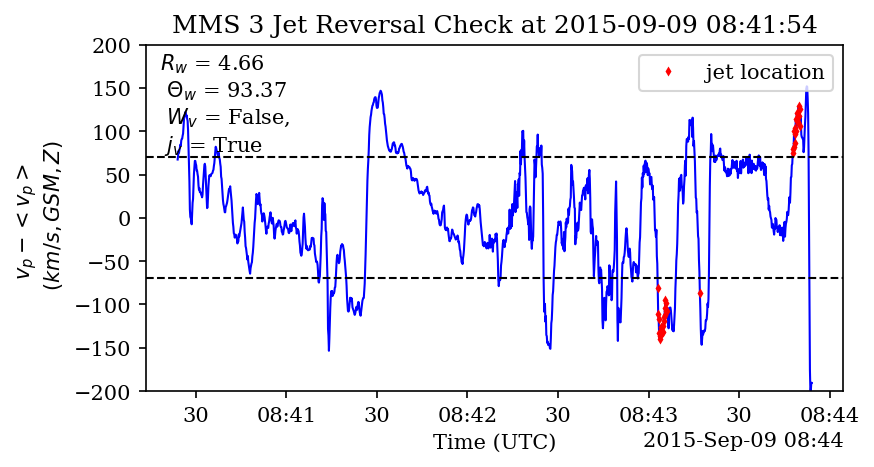 MMS 3 Jet Reversal Check at 2015-09-09 08:41:54
R_w = 4.66
Θ_w = 93.37
W_v = False,
j_v = True
jet location
v_p − < v_p >
(km/s, GSM, Z)
200
150
100
50
0
−50
−100
−150
−200
30 08:41 30 08:42 30 08:43 30 08:44
Time (UTC)
2015-Sep-09 08:44